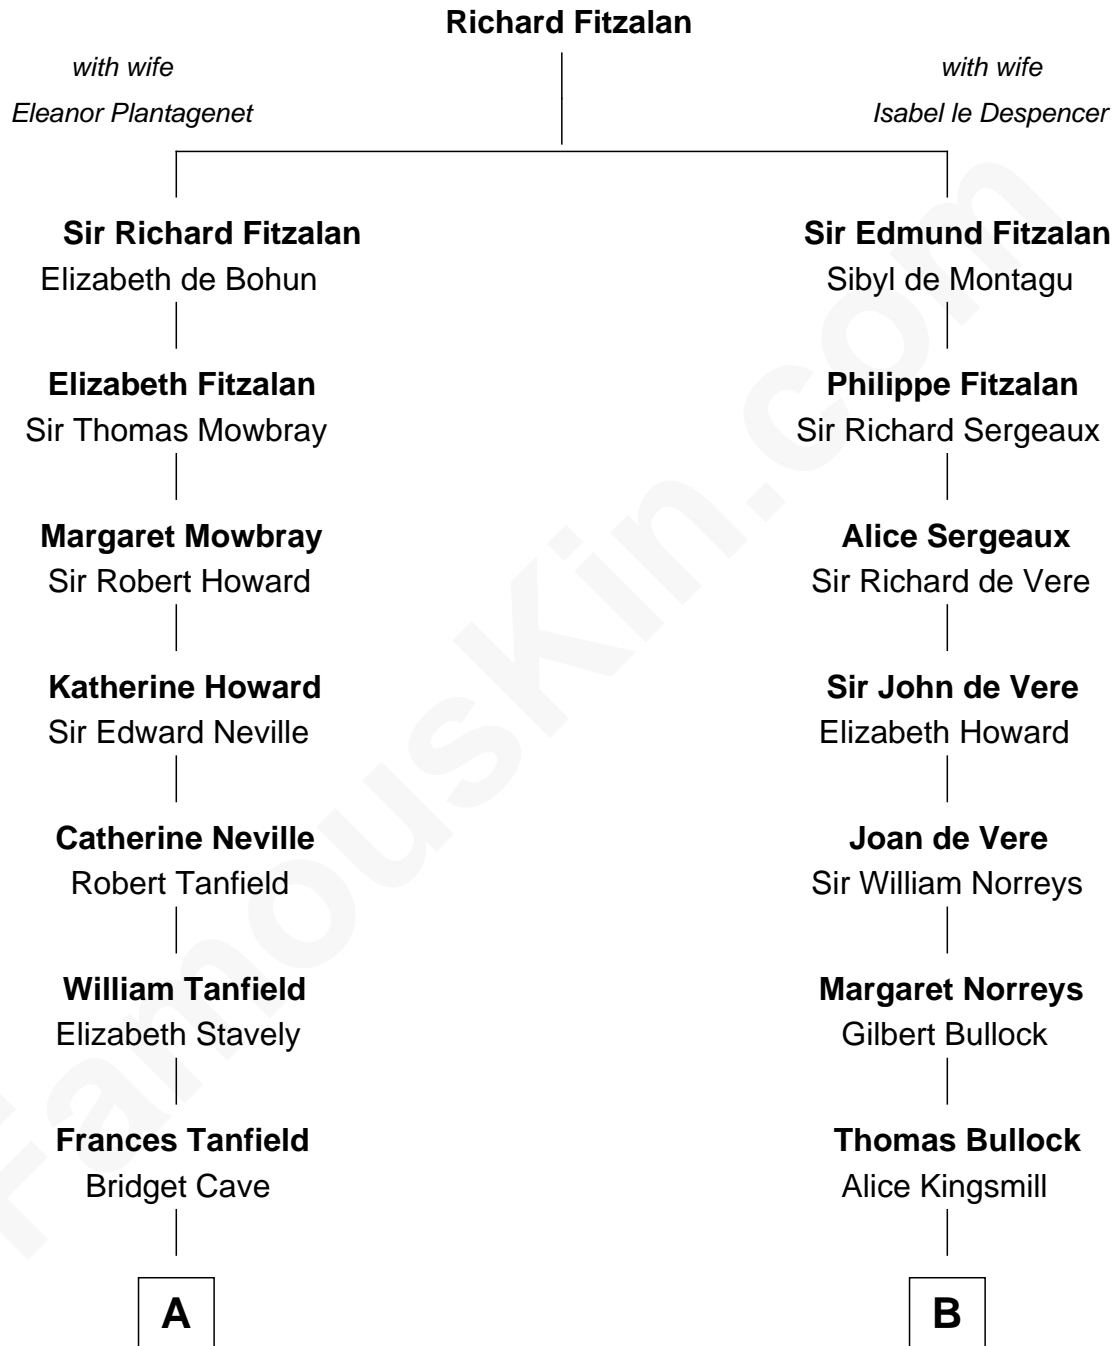 Richard Fitzalan
with wife
Eleanor Plantagenet
with wife
Isabel le Despencer
Sir Richard Fitzalan
Elizabeth de Bohun
Sir Edmund Fitzalan
Sibyl de Montagu
Elizabeth Fitzalan
Sir Thomas Mowbray
Philippe Fitzalan
Sir Richard Sergeaux
Margaret Mowbray
Sir Robert Howard
Alice Sergeaux
Sir Richard de Vere
Katherine Howard
Sir Edward Neville
Sir John de Vere
Elizabeth Howard
Catherine Neville
Robert Tanfield
Joan de Vere
Sir William Norreys
William Tanfield
Elizabeth Stavely
Margaret Norreys
Gilbert Bullock
Frances Tanfield
Bridget Cave
Thomas Bullock
Alice Kingsmill
A
B
FamousKin.com